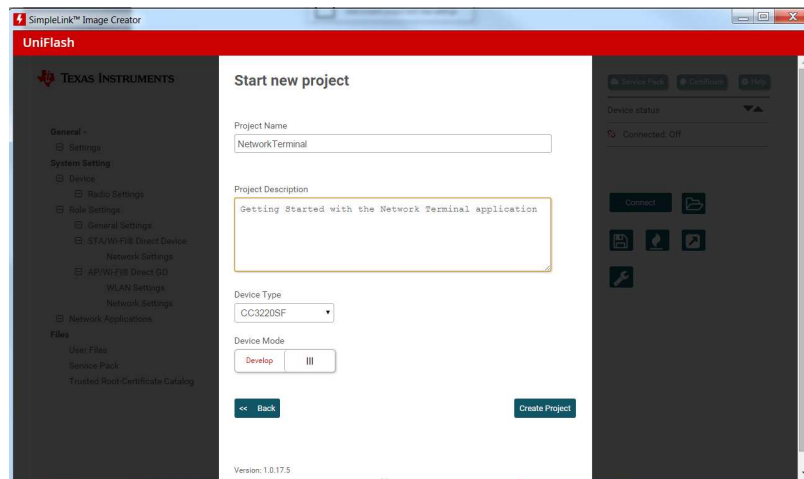 SimpleLink™ Image Creator
UniFlash
TEXAS INSTRUMENTS
General -
Settings
System Setting
Device
Radio Settings
Role Settings
General Settings
STA/Wi-Fi® Direct Device
Network Settings
AP/Wi-Fi® Direct GO
WLAN Settings
Network Settings
Network Applications
Files
User Files
Service Pack
Trusted Root-Certificate Catalog
Start new project
Project Name
NetworkTerminal
Project Description
Getting Started with the Network Terminal application
Device Type
CC3220SF
Device Mode
Develop
<< Back
Create Project
Version: 1.0.17.5
Service Pack
Help
Device status
Connected: Off
Connect